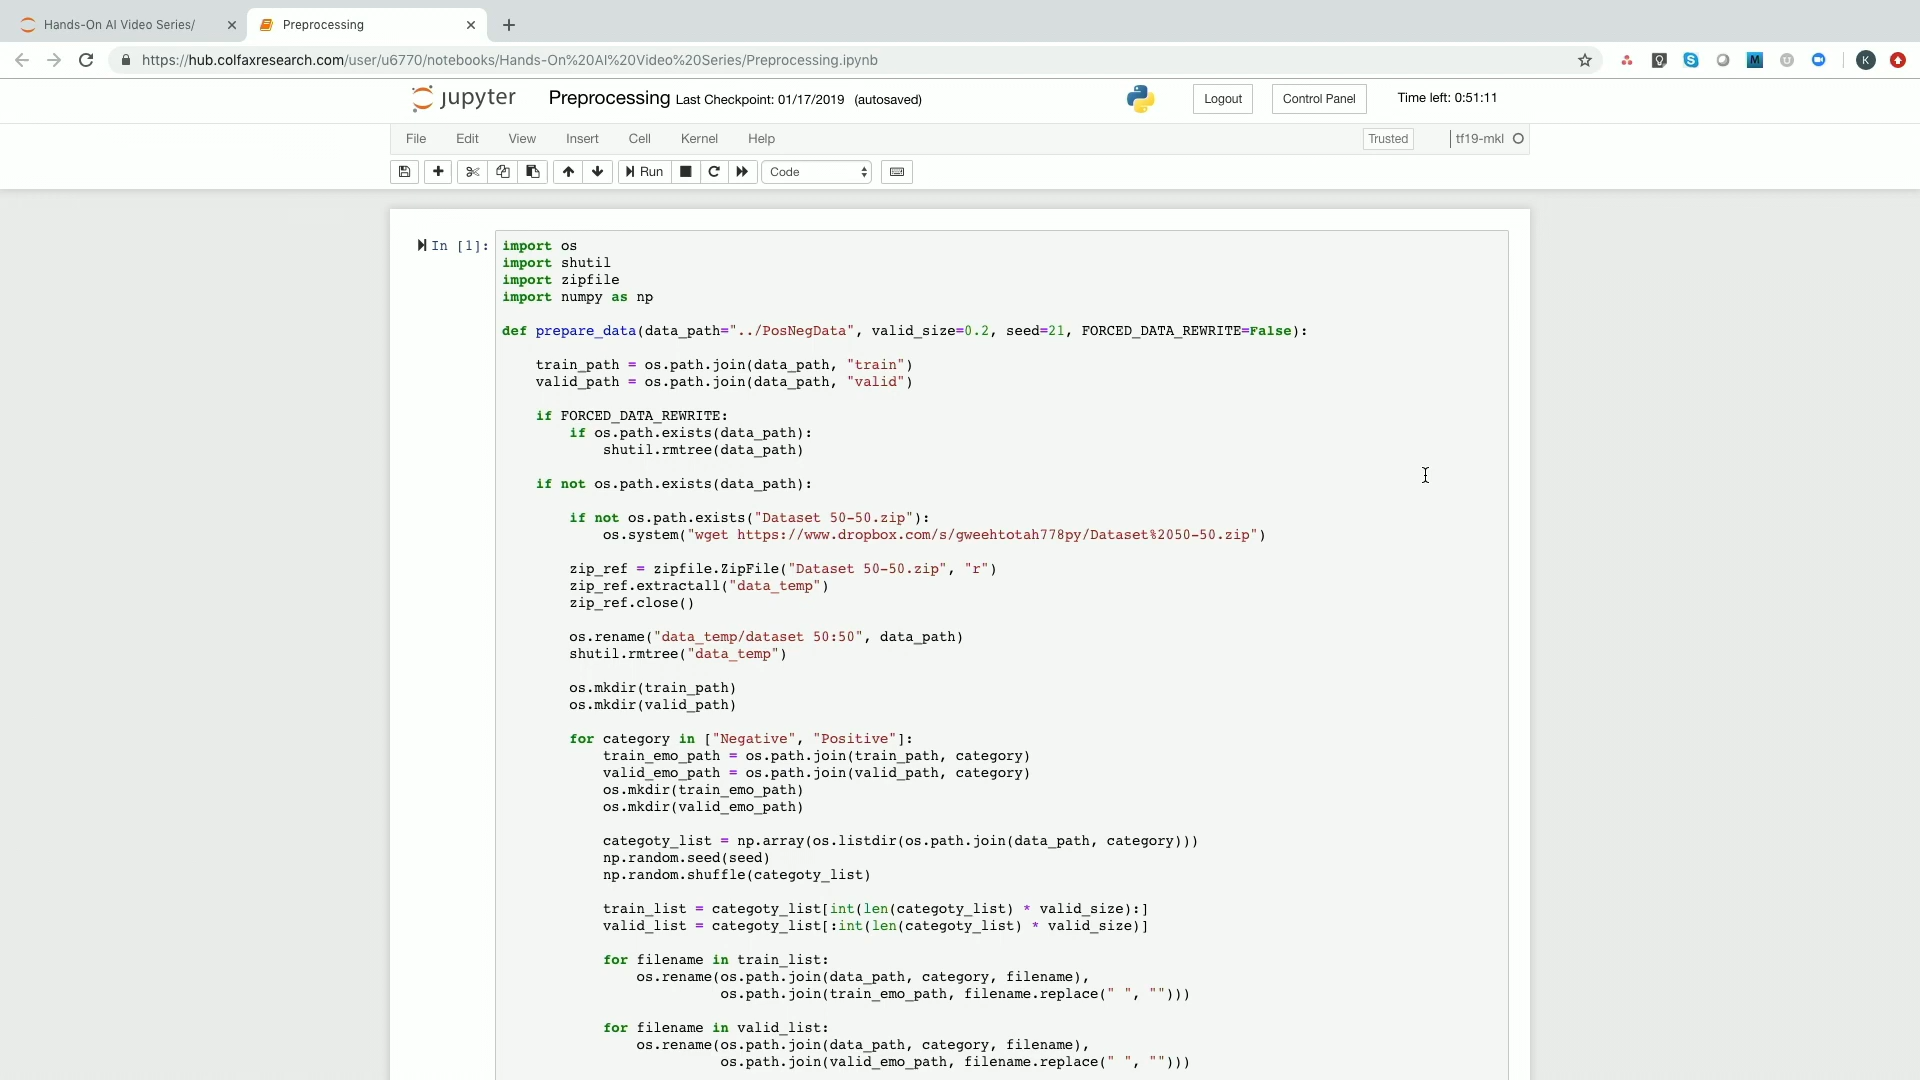 Hands-On AI Video Series/
Preprocessing
https://hub.colfaxresearch.com/user/u6770/notebooks/Hands-On%20AI%20Video%20Series/Preprocessing.ipynb
K
jupyter Preprocessing Last Checkpoint: 01/17/2019 (autosaved) Logout Control Panel Time left: 0:51:11
File Edit View Insert Cell Kernel Help Trusted tf19-mkl
Run Code
In [1]:
import os
import shutil
import zipfile
import numpy as np
def prepare_data(data_path="../PosNegData", valid_size=0.2, seed=21, FORCED_DATA_REWRITE=False):
train_path = os.path.join(data_path, "train")
valid_path = os.path.join(data_path, "valid")
if FORCED_DATA_REWRITE:
if os.path.exists(data_path):
shutil.rmtree(data_path)
if not os.path.exists(data_path):
if not os.path.exists("Dataset 50-50.zip"):
os.system("wget https://www.dropbox.com/s/gweehtotah778py/Dataset%2050-50.zip")
zip_ref = zipfile.ZipFile("Dataset 50-50.zip", "r")
zip_ref.extractall("data_temp")
zip_ref.close()
os.rename("data_temp/dataset 50:50", data_path)
shutil.rmtree("data_temp")
os.mkdir(train_path)
os.mkdir(valid_path)
for category in ["Negative", "Positive"]:
train_emo_path = os.path.join(train_path, category)
valid_emo_path = os.path.join(valid_path, category)
os.mkdir(train_emo_path)
os.mkdir(valid_emo_path)
categoty_list = np.array(os.listdir(os.path.join(data_path, category)))
np.random.seed(seed)
np.random.shuffle(categoty_list)
train_list = categoty_list[int(len(categoty_list) * valid_size):]
valid_list = categoty_list[:int(len(categoty_list) * valid_size)]
for filename in train_list:
os.rename(os.path.join(data_path, category, filename),
os.path.join(train_emo_path, filename.replace(" ", "")))
for filename in valid_list:
os.rename(os.path.join(data_path, category, filename),
os.path.join(valid_emo_path, filename.replace(" ", "")))